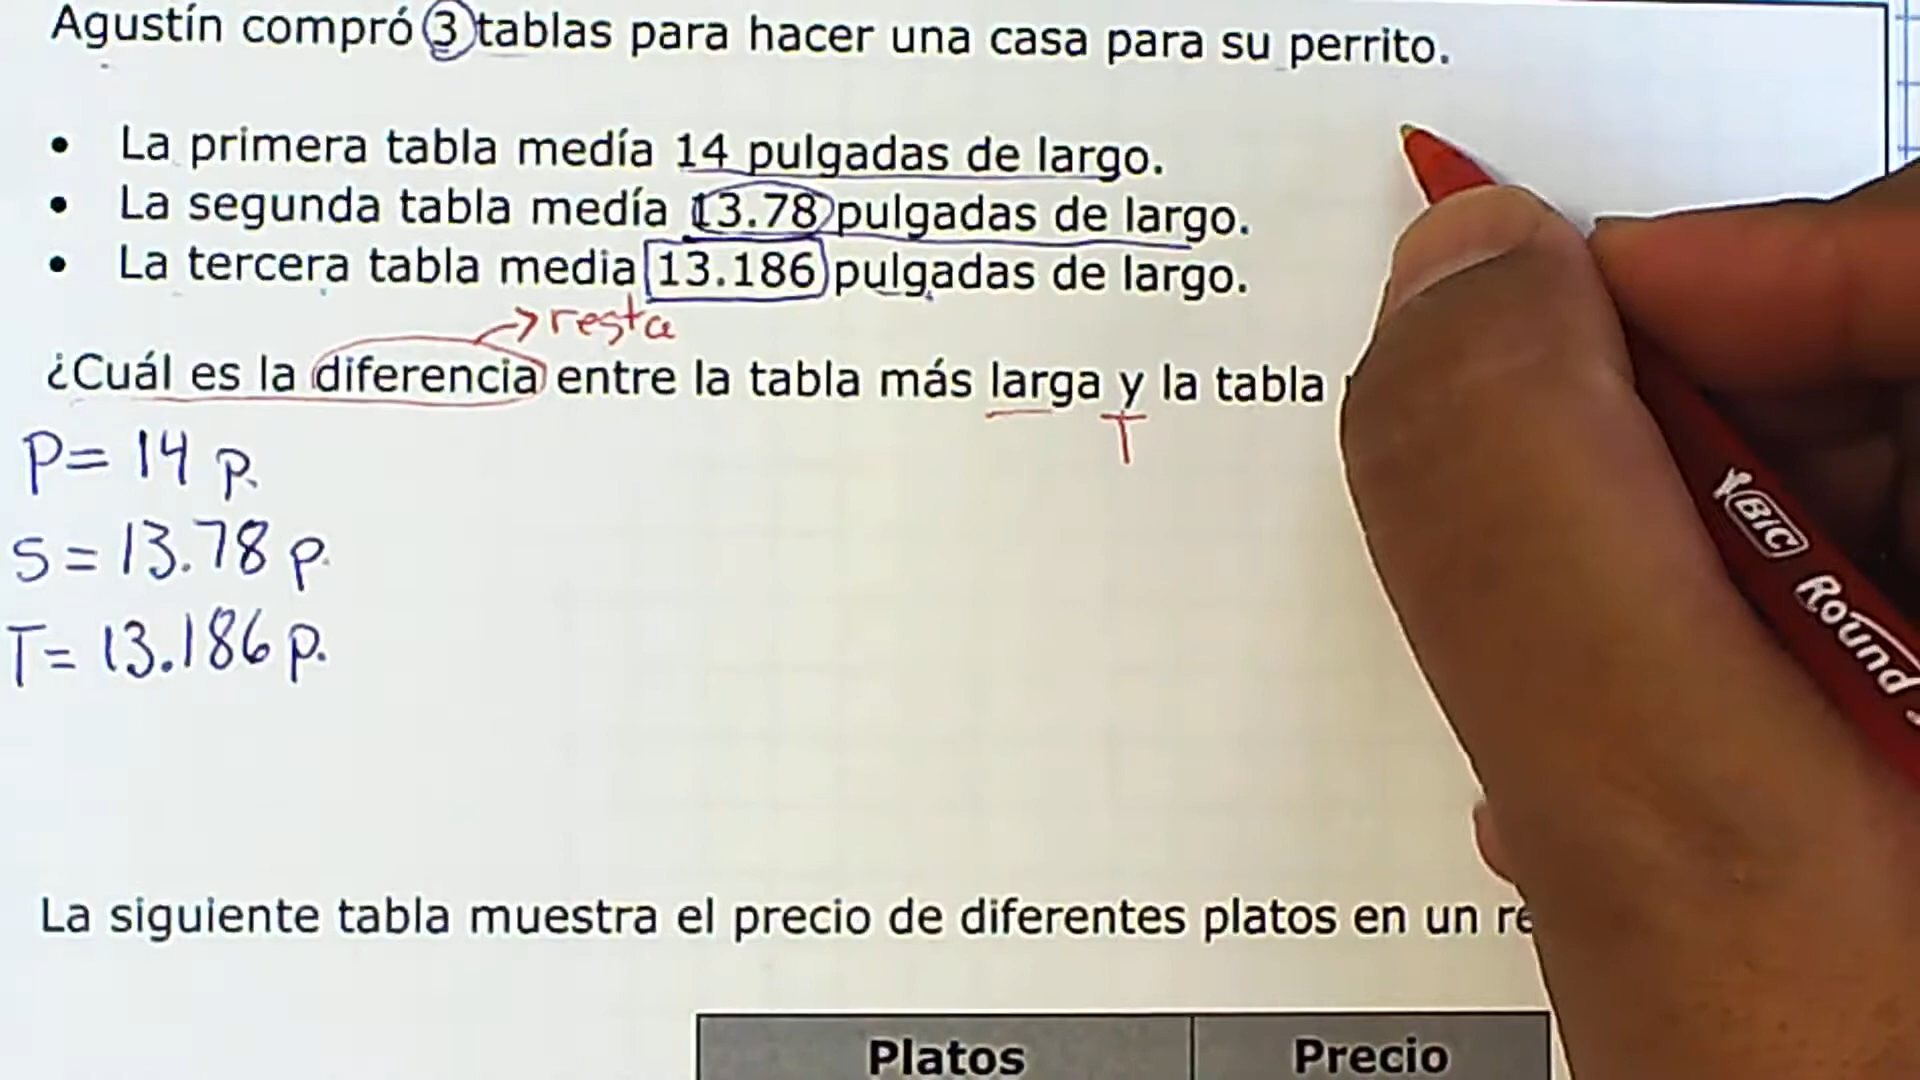 Agustín compró 3 tablas para hacer una casa para su perrito.
• La primera tabla medía 14 pulgadas de largo.
• La segunda tabla medía 13.78 pulgadas de largo.
• La tercera tabla media 13.186 pulgadas de largo.
→ resta
¿Cuál es la diferencia entre la tabla más larga y la tabla
T
P= 14 p.
S = 13.78 p.
T= 13.186 p.
BIC Round
La siguiente tabla muestra el precio de diferentes platos en un
Platos Precio